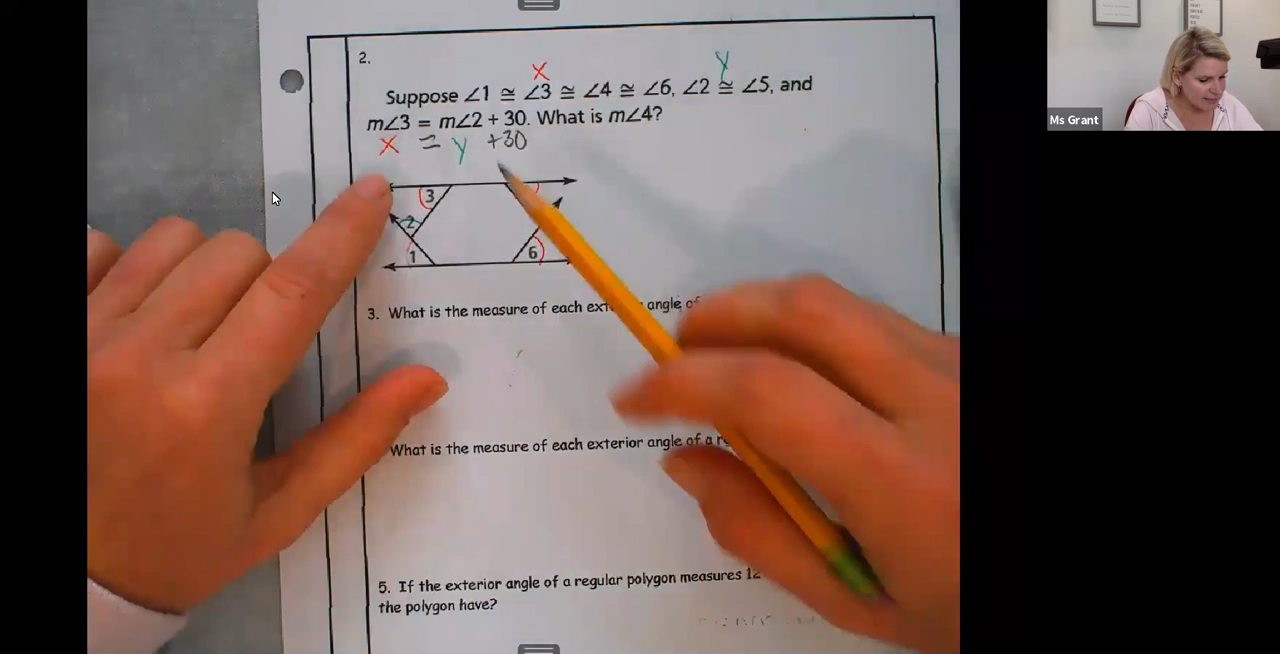 2.
X
Y
Suppose ∠1 ≅ ∠3 ≅ ∠4 ≅ ∠6, ∠2 ≅ ∠5, and
m∠3 = m∠2 + 30. What is m∠4?
X = Y +30
3
2
1
6
3. What is the measure of each angle of
What is the measure of each exterior angle of a
5. If the exterior angle of a regular polygon measures
the polygon have?
Ms Grant